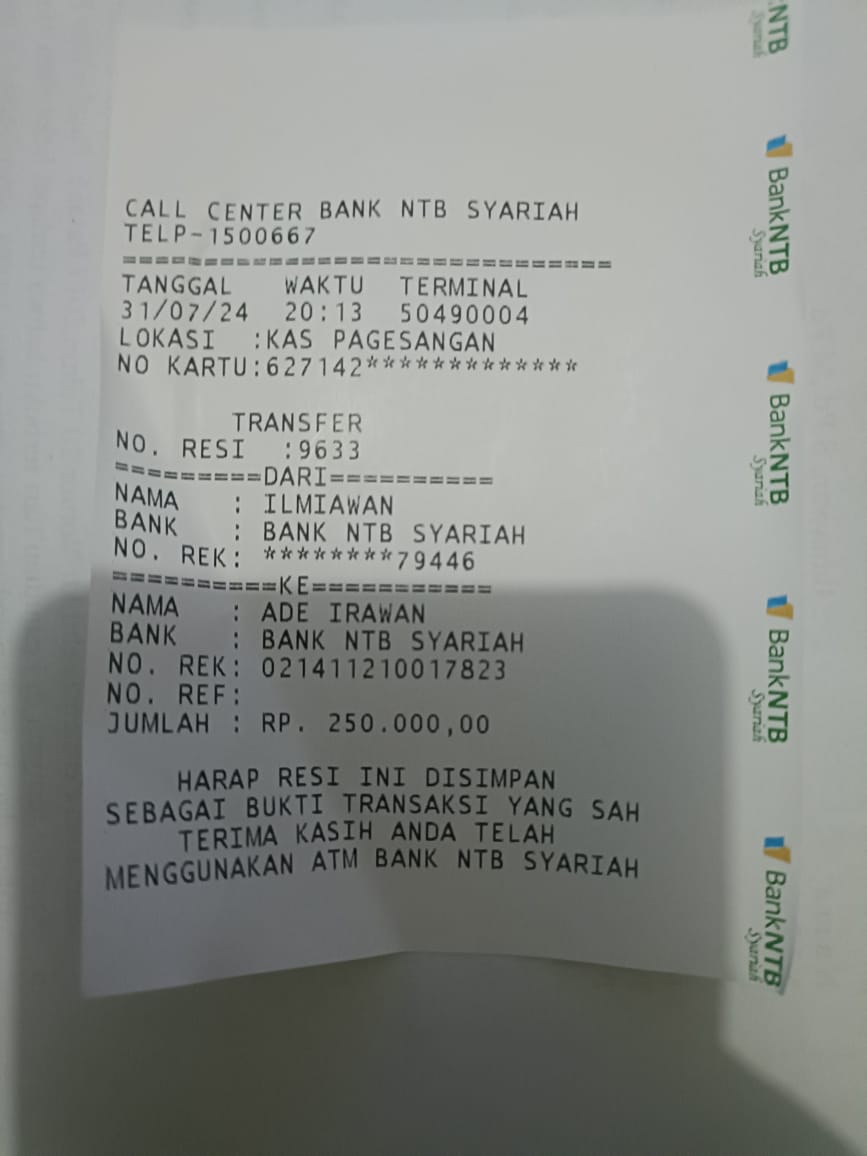 CALL CENTER BANK NTB SYARIAH
TELP-1500667
==============================
TANGGAL WAKTU TERMINAL
31/07/24 20:13 50490004
LOKASI :KAS PAGESANGAN
NO KARTU:627142*************
TRANSFER
NO. RESI :9633
=========DARI==========
NAMA : ILMIAWAN
BANK : BANK NTB SYARIAH
NO. REK: ********79446
==========KE===========
NAMA : ADE IRAWAN
BANK : BANK NTB SYARIAH
NO. REK: 021411210017823
NO. REF:
JUMLAH : RP. 250.000,00
HARAP RESI INI DISIMPAN
SEBAGAI BUKTI TRANSAKSI YANG SAH
TERIMA KASIH ANDA TELAH
MENGGUNAKAN ATM BANK NTB SYARIAH
NTB
Syariah
BankNTB
Syariah
BankNTB
Syariah
BankNTB
Syariah
BankNTB
Syariah